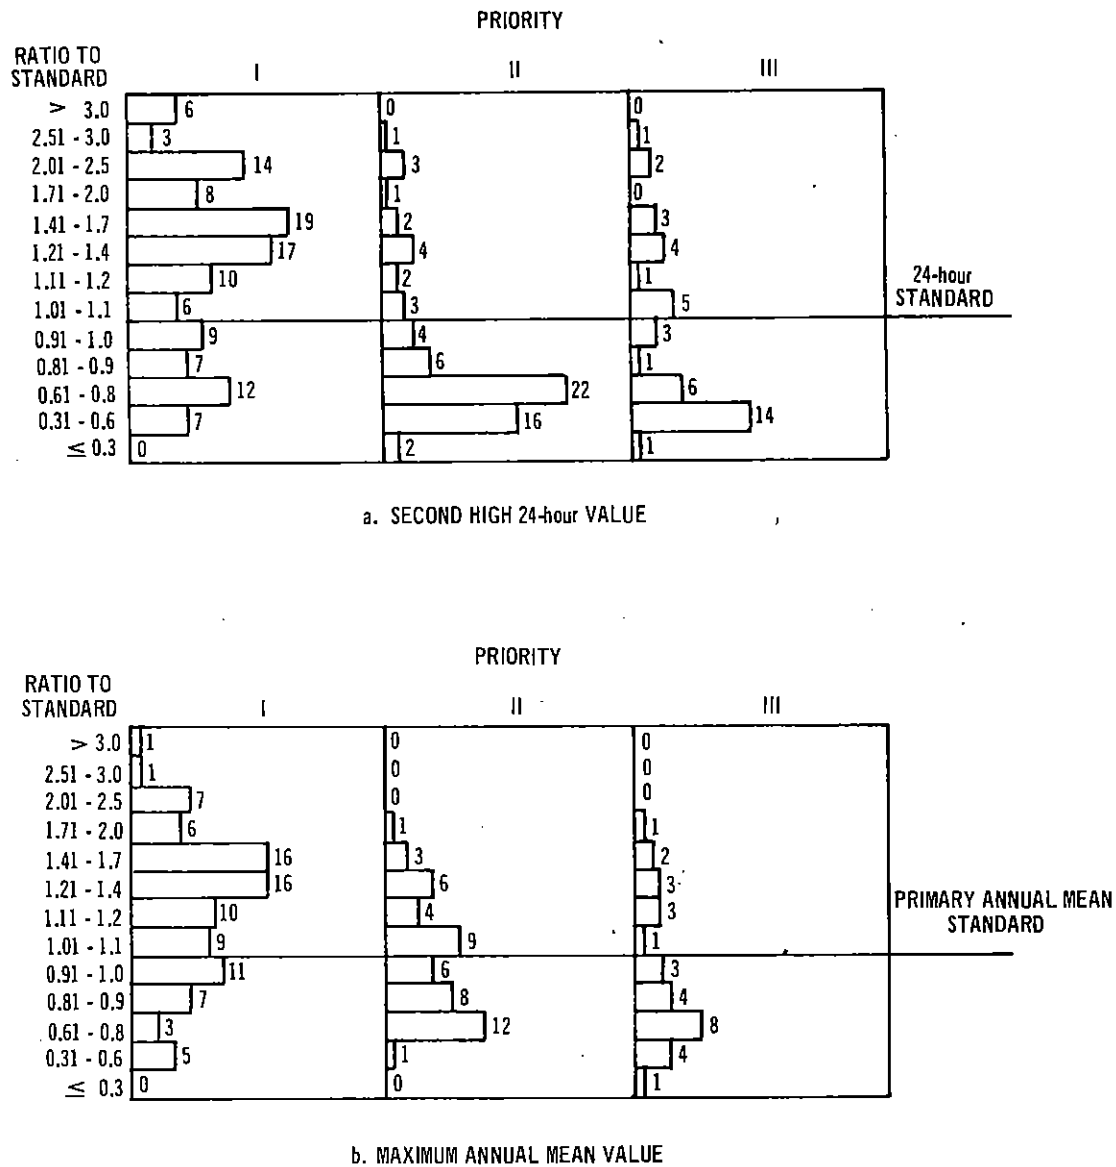 PRIORITY
RATIO TO
STANDARD
I II III
> 3.0 6 0 0
2.51 - 3.0 3 1 1
2.01 - 2.5 14 3 2
1.71 - 2.0 8 1 0
1.41 - 1.7 19 2 3
1.21 - 1.4 17 4 4
1.11 - 1.2 10 2 1
1.01 - 1.1 6 3 5
24-hour
STANDARD
0.91 - 1.0 9 4 3
0.81 - 0.9 7 6 1
0.61 - 0.8 12 22 6
0.31 - 0.6 7 16 14
≤ 0.3 0 2 1
a. SECOND HIGH 24-hour VALUE
PRIORITY
RATIO TO
STANDARD
I II III
> 3.0 1 0 0
2.51 - 3.0 1 0 0
2.01 - 2.5 7 0 0
1.71 - 2.0 6 1 1
1.41 - 1.7 16 3 2
1.21 - 1.4 16 6 3
1.11 - 1.2 10 4 3
1.01 - 1.1 9 9 1
PRIMARY ANNUAL MEAN
STANDARD
0.91 - 1.0 11 6 3
0.81 - 0.9 7 8 4
0.61 - 0.8 3 12 8
0.31 - 0.6 5 1 4
≤ 0.3 0 0 1
b. MAXIMUM ANNUAL MEAN VALUE